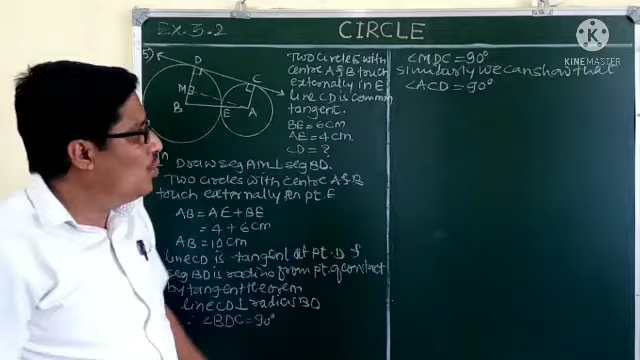 Ex. 3.2
CIRCLE
KINEMASTER
5)
D
C
M
B
E
A
Two circles with
centre A & B touch
externally in E
line CD is common
tangent.
BE = 6 cm
AE = 4 cm.
CD = ?
Draw seg AM ⊥ seg BD.
Two circles with centre A & B
touch externally in pt. E
AB = AE + BE
= 4 + 6 cm
AB = 10 cm
line CD is tangent at pt. D &
seg BD is radius from pt. of contact
by tangent theorem
line CD ⊥ radius BD
∴ ∠BDC = 90°
∠MDC = 90°
similarly we can show that
∠ACD = 90°